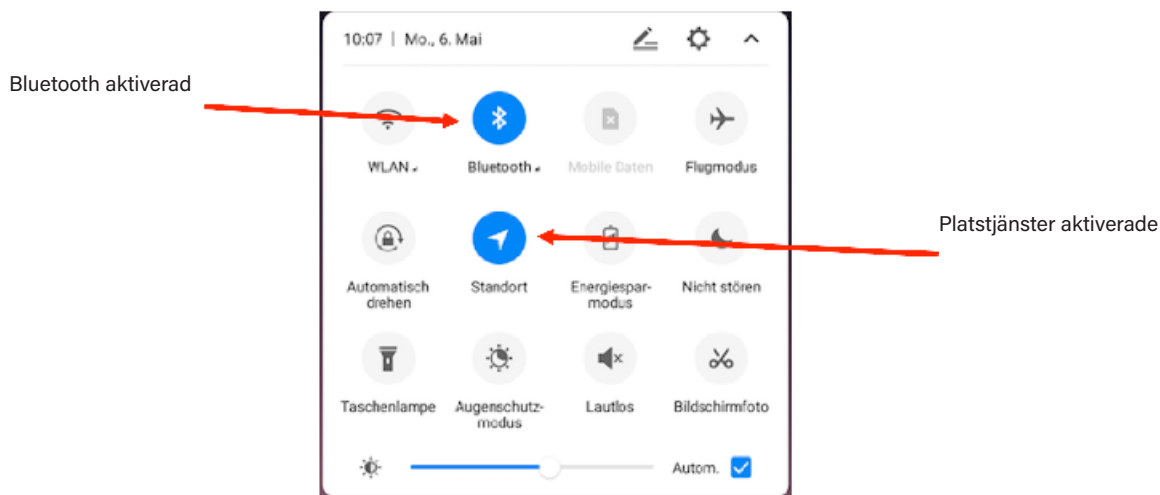 10:07 | Mo., 6. Mai
Bluetooth aktiverad
WLAN
Bluetooth
Mobile Daten
Flugmodus
Platstjänster aktiverade
Automatisch
drehen
Standort
Energiespar-
modus
Nicht stören
Taschenlampe
Augenschutz-
modus
Lautlos
Bildschirmfoto
Autom.